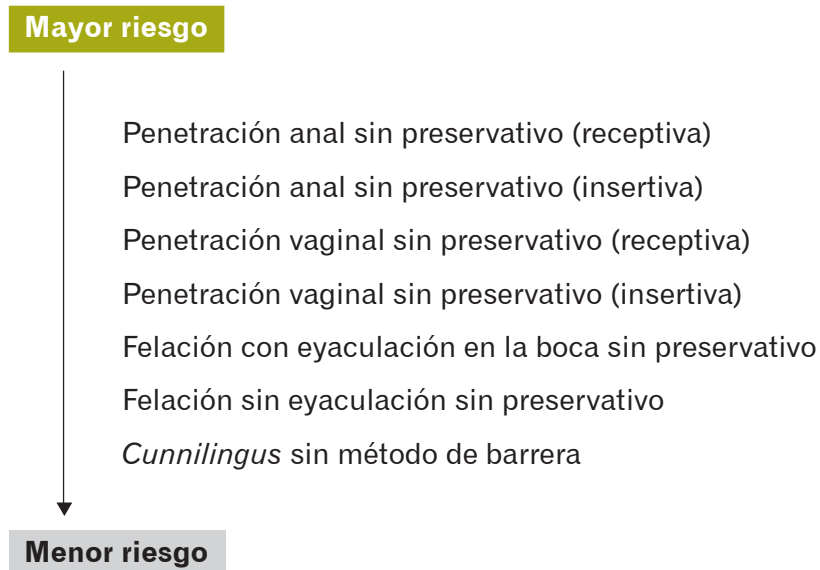 Mayor riesgo
Penetración anal sin preservativo (receptiva)
Penetración anal sin preservativo (insertiva)
Penetración vaginal sin preservativo (receptiva)
Penetración vaginal sin preservativo (insertiva)
Felación con eyaculación en la boca sin preservativo
Felación sin eyaculación sin preservativo
Cunnilingus sin método de barrera
Menor riesgo